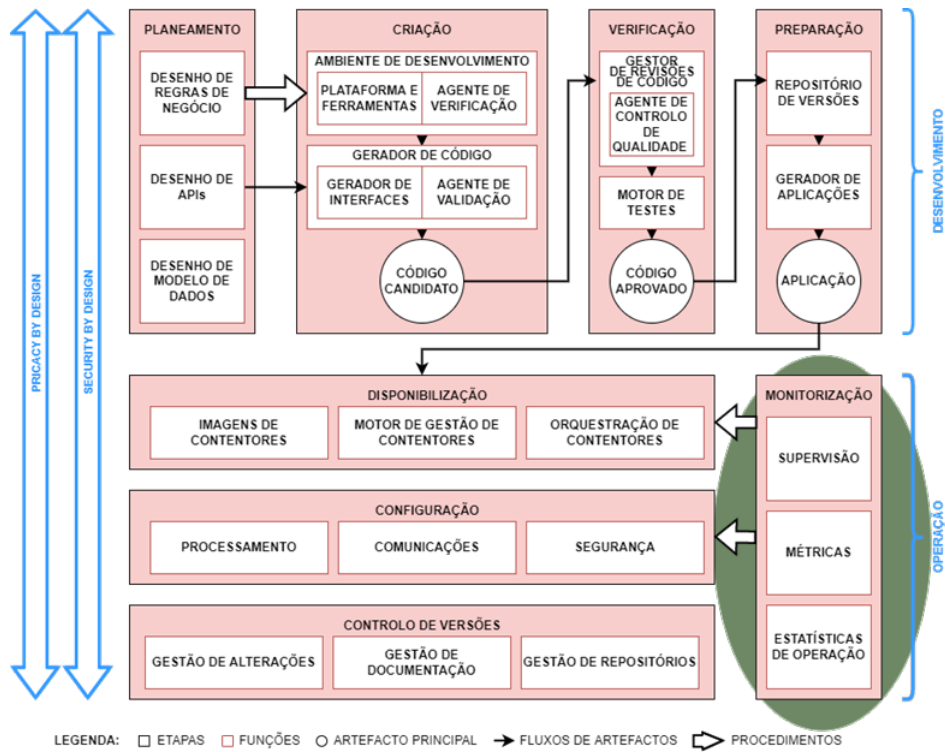 PLANEAMENTO
DESENHO DE
REGRAS DE
NEGÓCIO
DESENHO DE
APIs
DESENHO DE
MODELO DE
DADOS
CRIAÇÃO
AMBIENTE DE DESENVOLVIMENTO
PLATAFORMA E
FERRAMENTAS
AGENTE DE
VERIFICAÇÃO
GERADOR DE CÓDIGO
GERADOR DE
INTERFACES
AGENTE DE
VALIDAÇÃO
CÓDIGO
CANDIDATO
VERIFICAÇÃO
GESTOR
DE REVISÕES
DE CÓDIGO
AGENTE DE
CONTROLO
DE
QUALIDADE
MOTOR DE
TESTES
CÓDIGO
APROVADO
PREPARAÇÃO
REPOSITÓRIO
DE VERSÕES
GERADOR DE
APLICAÇÕES
APLICAÇÃO
DESENVOLVIMENTO
PRICACY BY DESIGN
SECURITY BY DESIGN
DISPONIBILIZAÇÃO
IMAGENS DE
CONTENTORES
MOTOR DE GESTÃO DE
CONTENTORES
ORQUESTRAÇÃO DE
CONTENTORES
CONFIGURAÇÃO
PROCESSAMENTO
COMUNICAÇÕES
SEGURANÇA
CONTROLO DE VERSÕES
GESTÃO DE ALTERAÇÕES
GESTÃO DE
DOCUMENTAÇÃO
GESTÃO DE REPOSITÓRIOS
MONITORIZAÇÃO
SUPERVISÃO
MÉTRICAS
ESTATÍSTICAS
DE OPERAÇÃO
OPERAÇÃO
LEGENDA: ETAPAS FUNÇÕES ARTEFACTO PRINCIPAL FLUXOS DE ARTEFACTOS PROCEDIMENTOS